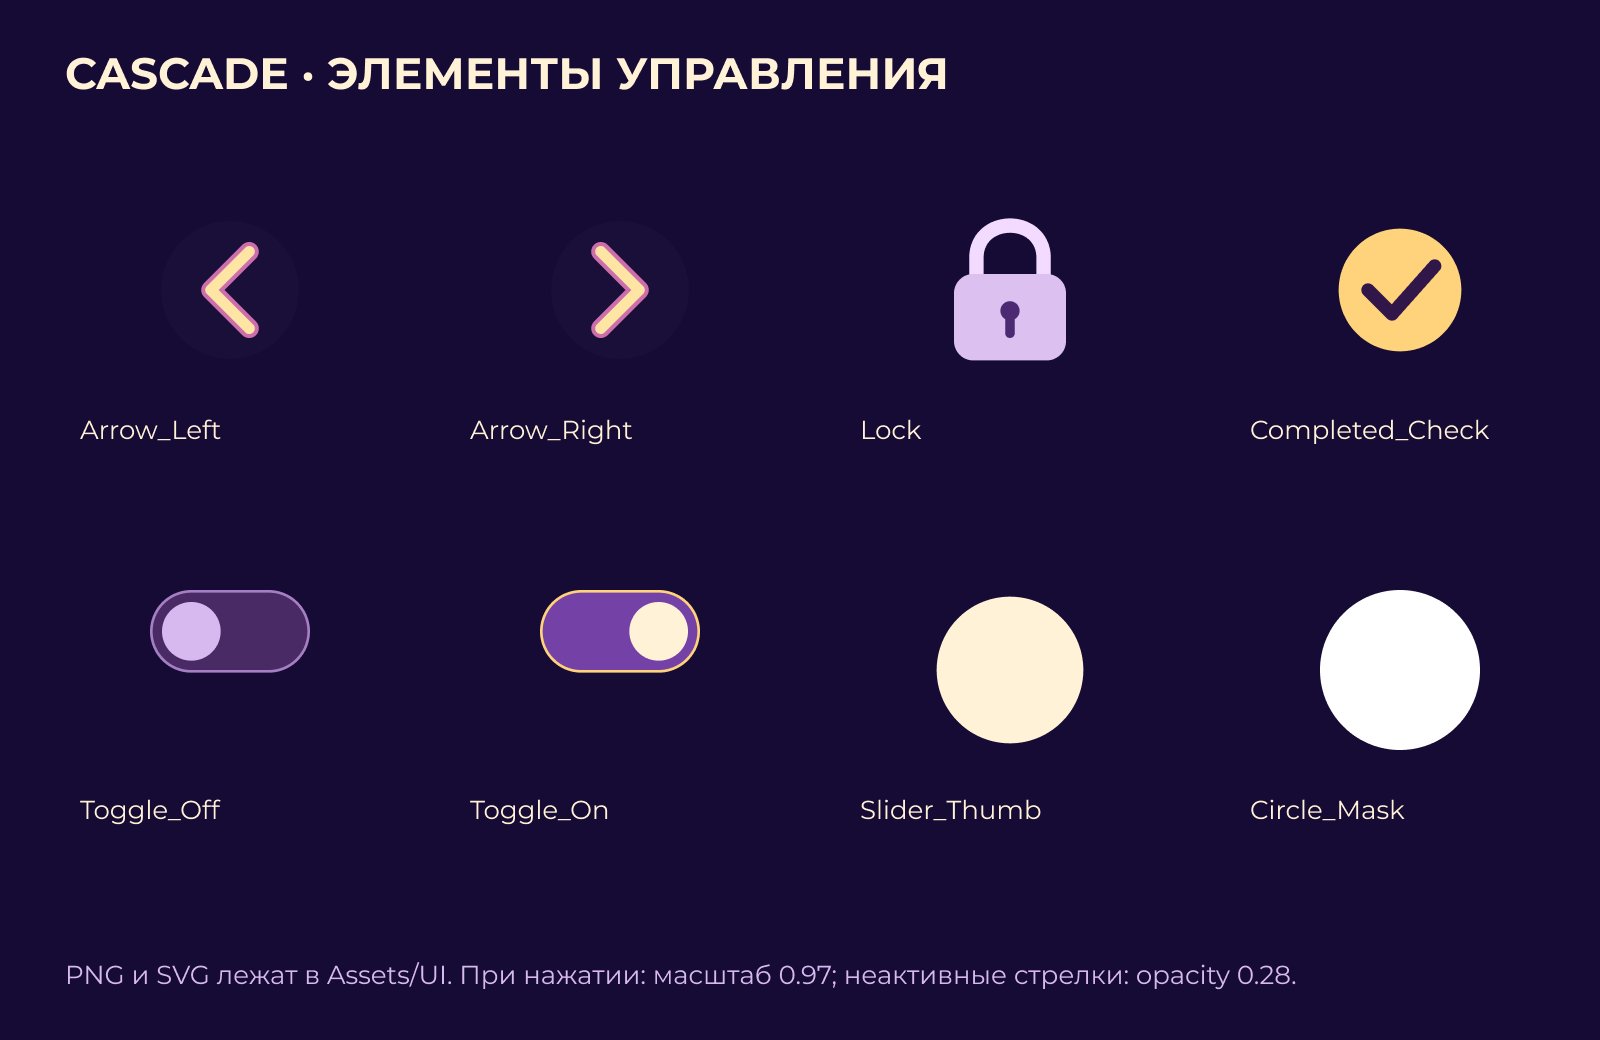 CASCADE · ЭЛЕМЕНТЫ УПРАВЛЕНИЯ
Arrow_Left
Arrow_Right
Lock
Completed_Check
Toggle_Off
Toggle_On
Slider_Thumb
Circle_Mask
PNG и SVG лежат в Assets/UI. При нажатии: масштаб 0.97; неактивные стрелки: opacity 0.28.